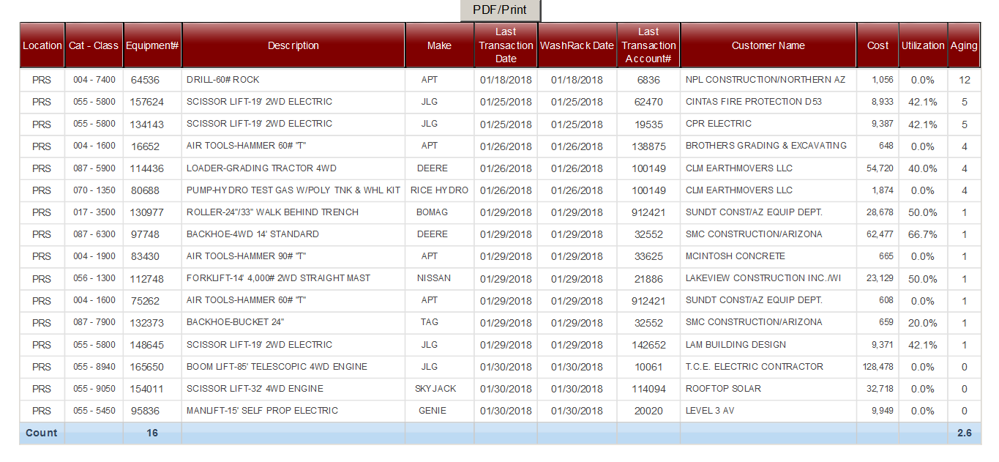 PDF/Print
Location Cat - Class Equipment# Description Make Last Transaction Date WashRack Date Last Transaction Account# Customer Name Cost Utilization Aging
PRS 004 - 7400 64536 DRILL-60# ROCK APT 01/18/2018 01/18/2018 6836 NPL CONSTRUCTION/NORTHERN AZ 1,056 0.0% 12
PRS 055 - 5800 157624 SCISSOR LIFT-19' 2WD ELECTRIC JLG 01/25/2018 01/25/2018 62470 CINTAS FIRE PROTECTION D53 8,933 42.1% 5
PRS 055 - 5800 134143 SCISSOR LIFT-19' 2WD ELECTRIC JLG 01/25/2018 01/25/2018 19535 CPR ELECTRIC 9,387 42.1% 5
PRS 004 - 1600 16652 AIR TOOLS-HAMMER 60# "T" APT 01/26/2018 01/26/2018 138875 BROTHERS GRADING & EXCAVATING 648 0.0% 4
PRS 087 - 5900 114436 LOADER-GRADING TRACTOR 4WD DEERE 01/26/2018 01/26/2018 100149 CLM EARTHMOVERS LLC 54,720 40.0% 4
PRS 070 - 1350 80688 PUMP-HYDRO TEST GAS W/POLY TNK & WHL KIT RICE HYDRO 01/26/2018 01/26/2018 100149 CLM EARTHMOVERS LLC 1,874 0.0% 4
PRS 017 - 3500 130977 ROLLER-24"/33" WALK BEHIND TRENCH BOMAG 01/29/2018 01/29/2018 912421 SUNDT CONST/AZ EQUIP DEPT. 28,678 50.0% 1
PRS 087 - 6300 97748 BACKHOE-4WD 14' STANDARD DEERE 01/29/2018 01/29/2018 32552 SMC CONSTRUCTION/ARIZONA 62,477 66.7% 1
PRS 004 - 1900 83430 AIR TOOLS-HAMMER 90# "T" APT 01/29/2018 01/29/2018 33625 MCINTOSH CONCRETE 665 0.0% 1
PRS 056 - 1300 112748 FORKLIFT-14' 4,000# 2WD STRAIGHT MAST NISSAN 01/29/2018 01/29/2018 21886 LAKEVIEW CONSTRUCTION INC./WI 23,129 50.0% 1
PRS 004 - 1600 75262 AIR TOOLS-HAMMER 60# "T" APT 01/29/2018 01/29/2018 912421 SUNDT CONST/AZ EQUIP DEPT. 608 0.0% 1
PRS 087 - 7900 132373 BACKHOE-BUCKET 24" TAG 01/29/2018 01/29/2018 32552 SMC CONSTRUCTION/ARIZONA 659 20.0% 1
PRS 055 - 5800 148645 SCISSOR LIFT-19' 2WD ELECTRIC JLG 01/29/2018 01/29/2018 142652 LAM BUILDING DESIGN 9,371 42.1% 1
PRS 055 - 8940 165650 BOOM LIFT-85' TELESCOPIC 4WD ENGINE JLG 01/30/2018 01/30/2018 10061 T.C.E. ELECTRIC CONTRACTOR 128,478 0.0% 0
PRS 055 - 9050 154011 SCISSOR LIFT-32' 4WD ENGINE SKYJACK 01/30/2018 01/30/2018 114094 ROOFTOP SOLAR 32,718 0.0% 0
PRS 055 - 5450 95836 MANLIFT-15' SELF PROP ELECTRIC GENIE 01/30/2018 01/30/2018 20020 LEVEL 3 AV 9,949 0.0% 0
Count 16 2.6